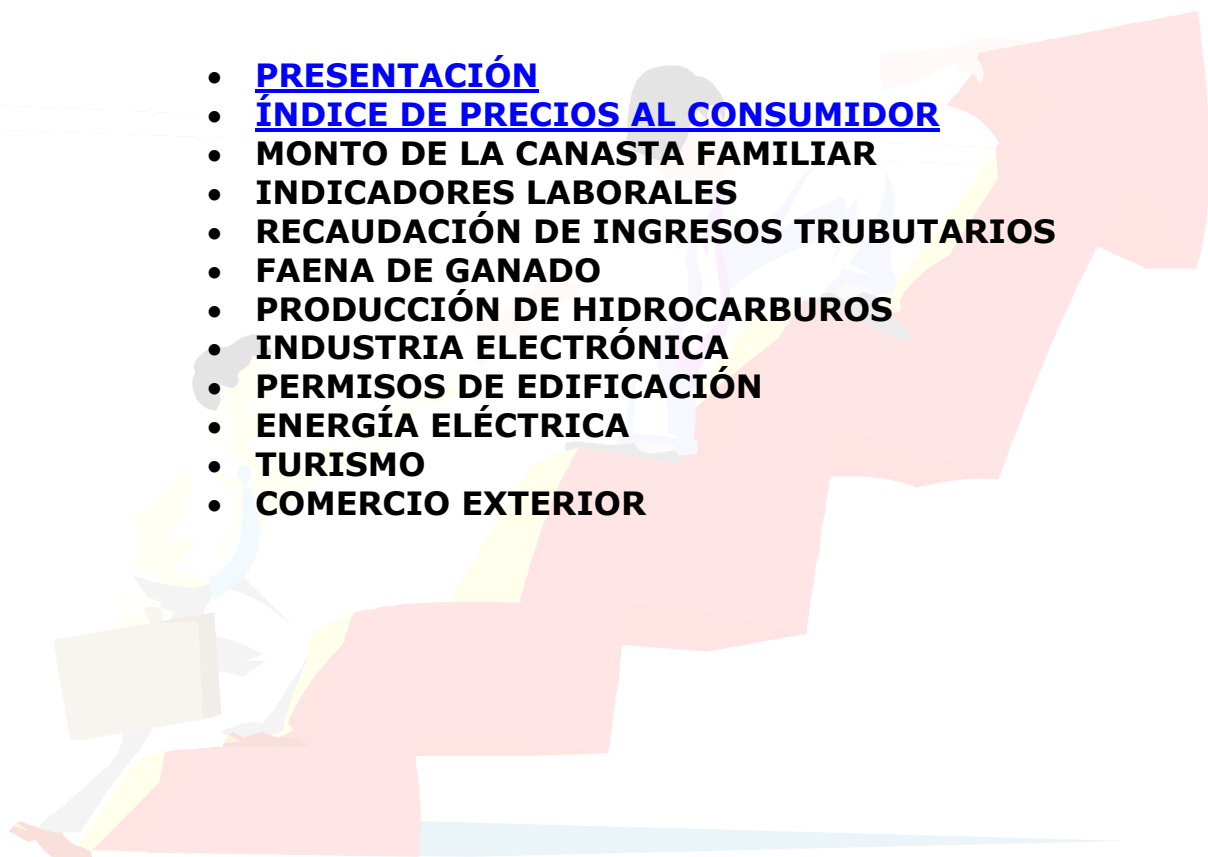 • PRESENTACIÓN
• ÍNDICE DE PRECIOS AL CONSUMIDOR
• MONTO DE LA CANASTA FAMILIAR
• INDICADORES LABORALES
• RECAUDACIÓN DE INGRESOS TRUBUTARIOS
• FAENA DE GANADO
• PRODUCCIÓN DE HIDROCARBUROS
• INDUSTRIA ELECTRÓNICA
• PERMISOS DE EDIFICACIÓN
• ENERGÍA ELÉCTRICA
• TURISMO
• COMERCIO EXTERIOR